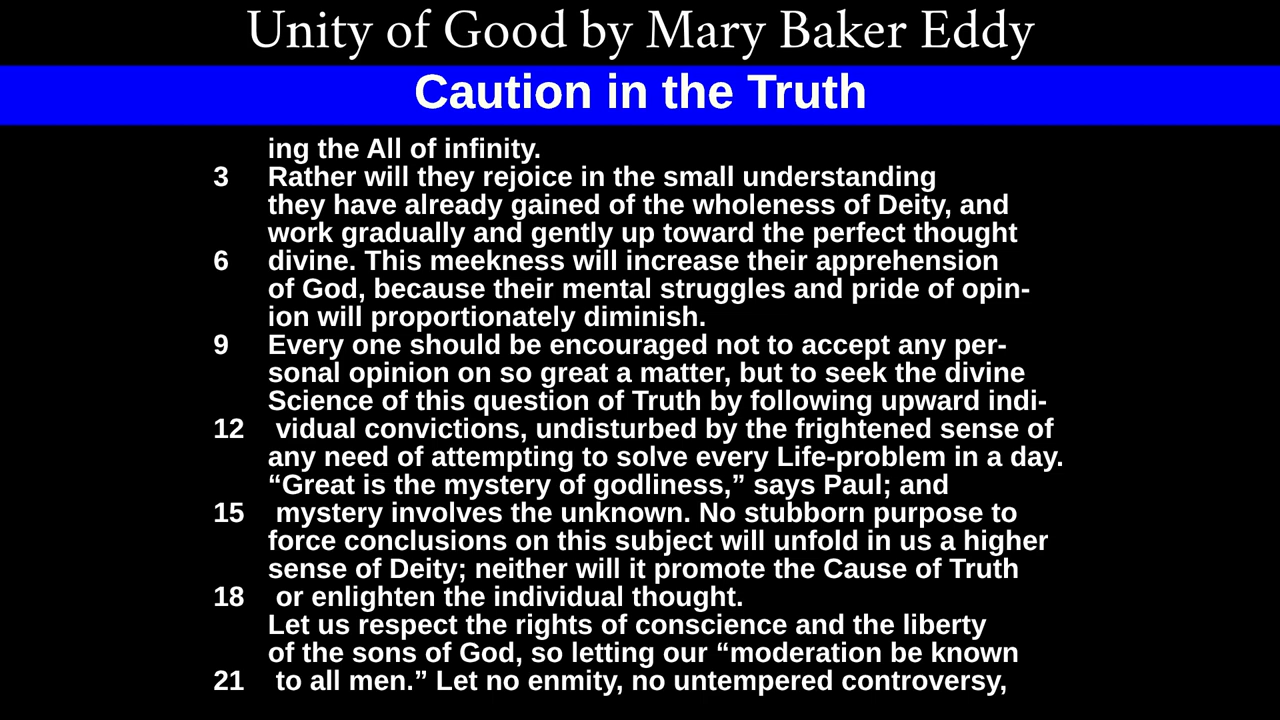 Unity of Good by Mary Baker Eddy
Caution in the Truth
ing the All of infinity.
3 Rather will they rejoice in the small understanding
they have already gained of the wholeness of Deity, and
work gradually and gently up toward the perfect thought
6 divine. This meekness will increase their apprehension
of God, because their mental struggles and pride of opin-
ion will proportionately diminish.
9 Every one should be encouraged not to accept any per-
sonal opinion on so great a matter, but to seek the divine
Science of this question of Truth by following upward indi-
12 vidual convictions, undisturbed by the frightened sense of
any need of attempting to solve every Life-problem in a day.
“Great is the mystery of godliness,” says Paul; and
15 mystery involves the unknown. No stubborn purpose to
force conclusions on this subject will unfold in us a higher
sense of Deity; neither will it promote the Cause of Truth
18 or enlighten the individual thought.
Let us respect the rights of conscience and the liberty
of the sons of God, so letting our “moderation be known
21 to all men.” Let no enmity, no untempered controversy,